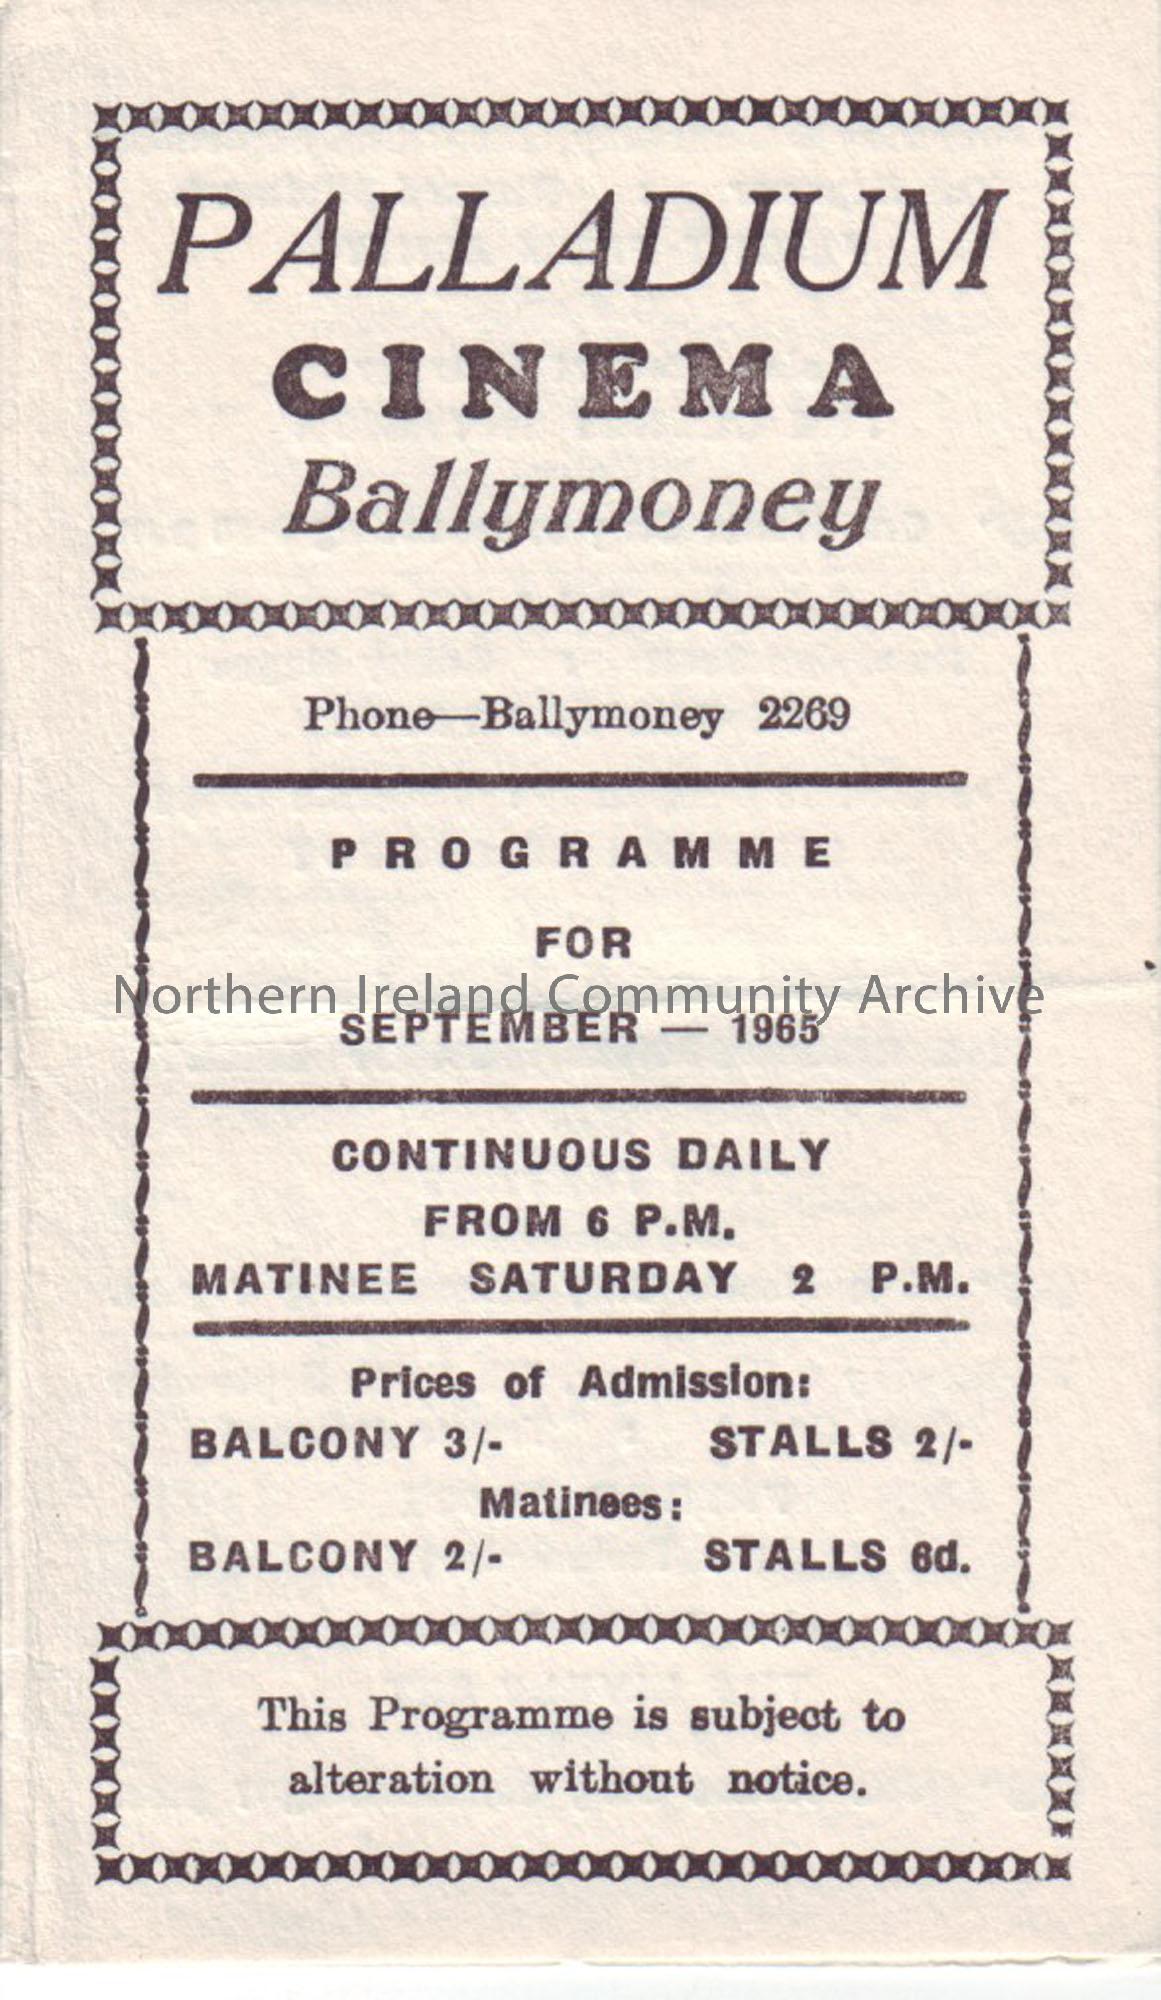 PALLADIUM
CINEMA
Ballymoney
Phone—Ballymoney 2269
PROGRAMME
FOR
Northern Ireland Community Archive
SEPTEMBER — 1965
CONTINUOUS DAILY
FROM 6 P.M.
MATINEE SATURDAY 2 P.M.
Prices of Admission:
BALCONY 3/- STALLS 2/-
Matinees:
BALCONY 2/- STALLS 6d.
This Programme is subject to
alteration without notice.